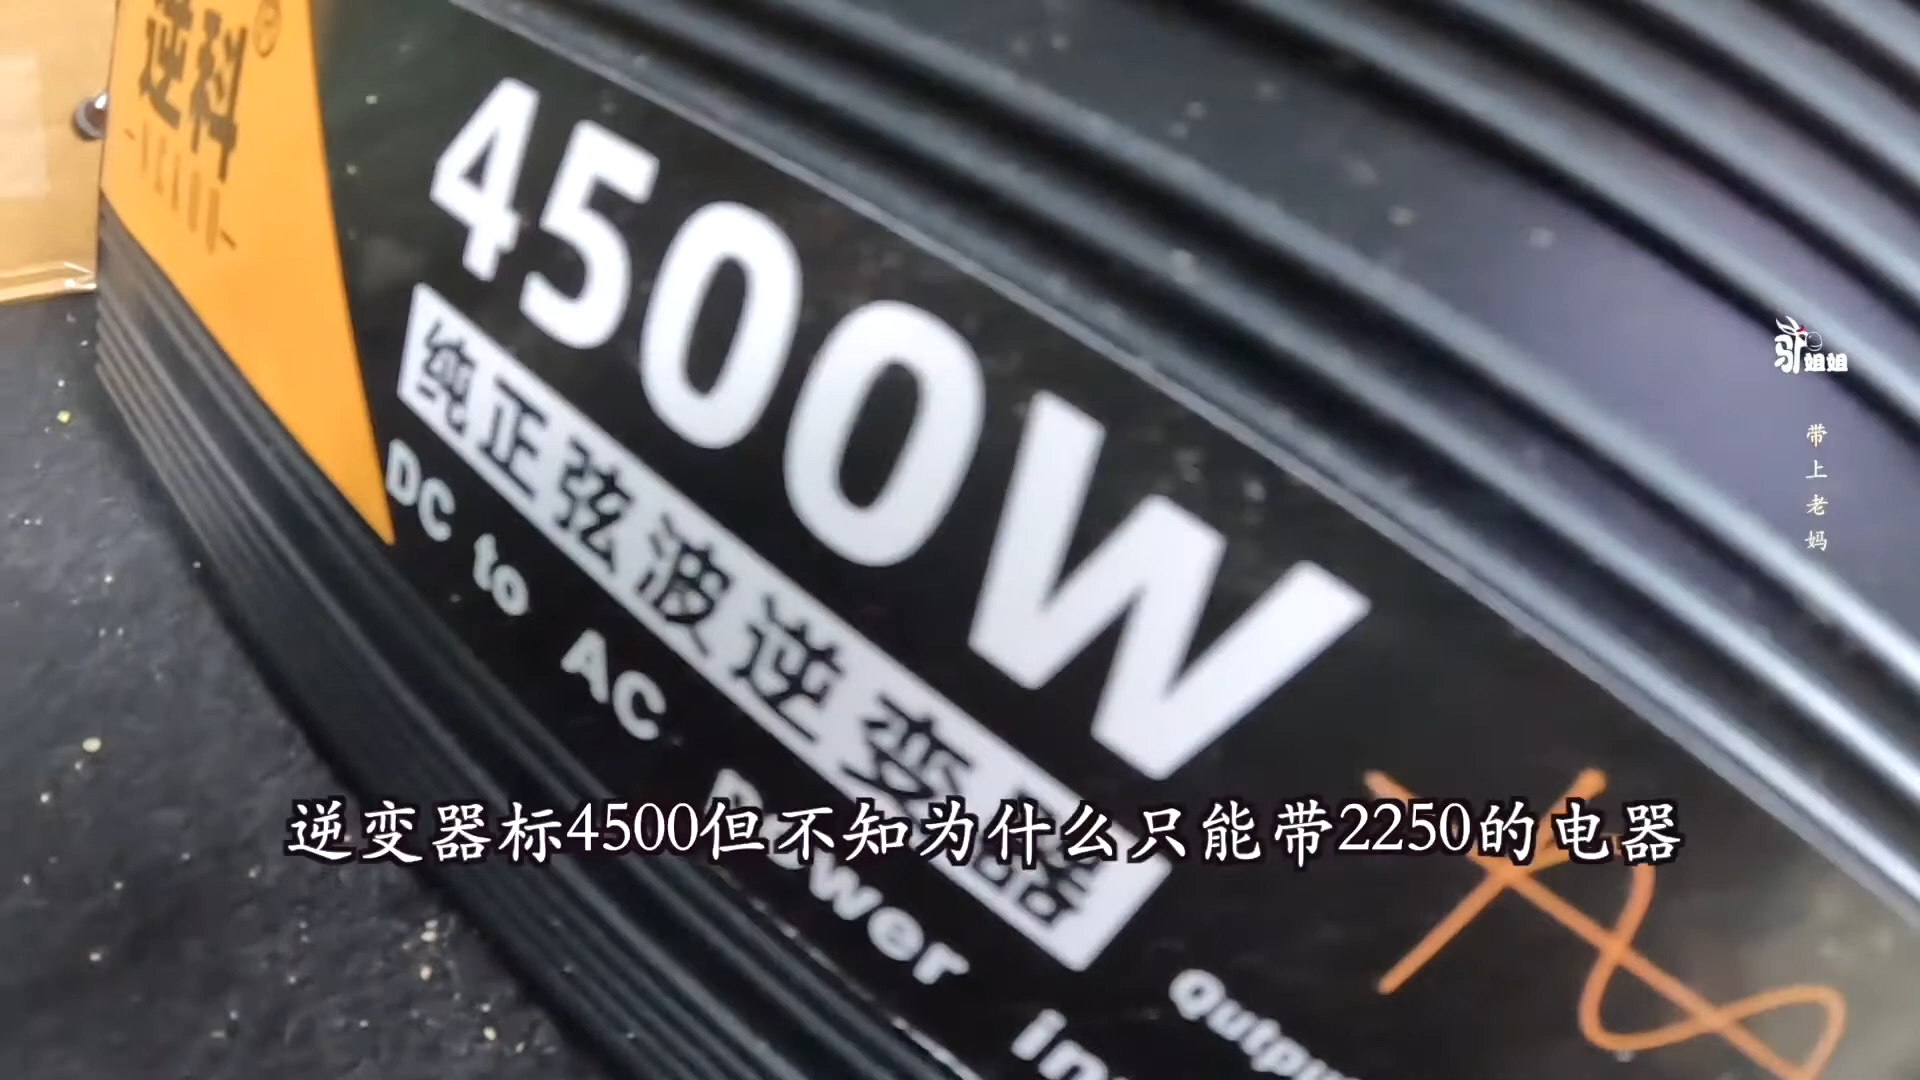 逆科
4500W
纯正弦波逆变器
DC to AC Power
Output
驴姐姐
带上老妈
逆变器标4500但不知为什么只能带2250的电器